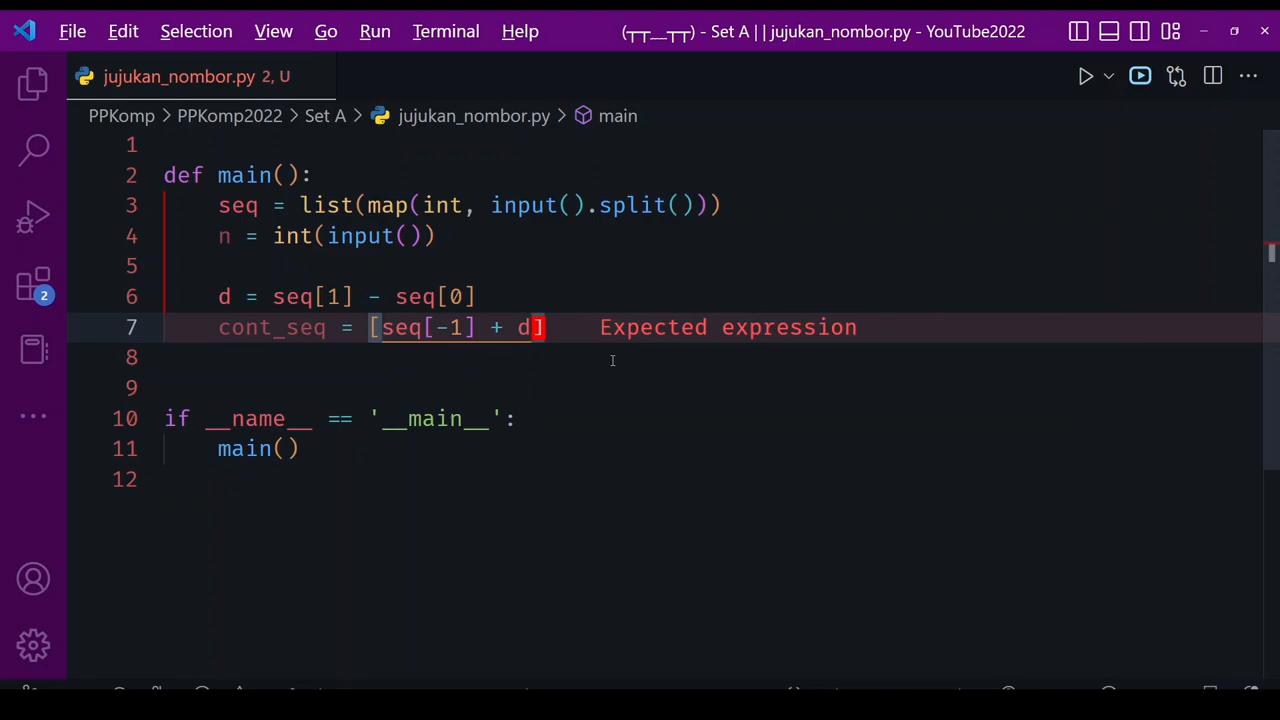 File Edit Selection View Go Run Terminal Help (┬┬﹏┬┬) - Set A || jujukan_nombor.py - YouTube2022
jujukan_nombor.py 2, U
PPKomp > PPKomp2022 > Set A > jujukan_nombor.py > main
1
2 def main():
3 seq = list(map(int, input().split()))
4 n = int(input())
5
6 d = seq[1] - seq[0]
7 cont_seq = [seq[-1] + d] Expected expression
8
9
10 if __name__ == '__main__':
11 main()
12
2